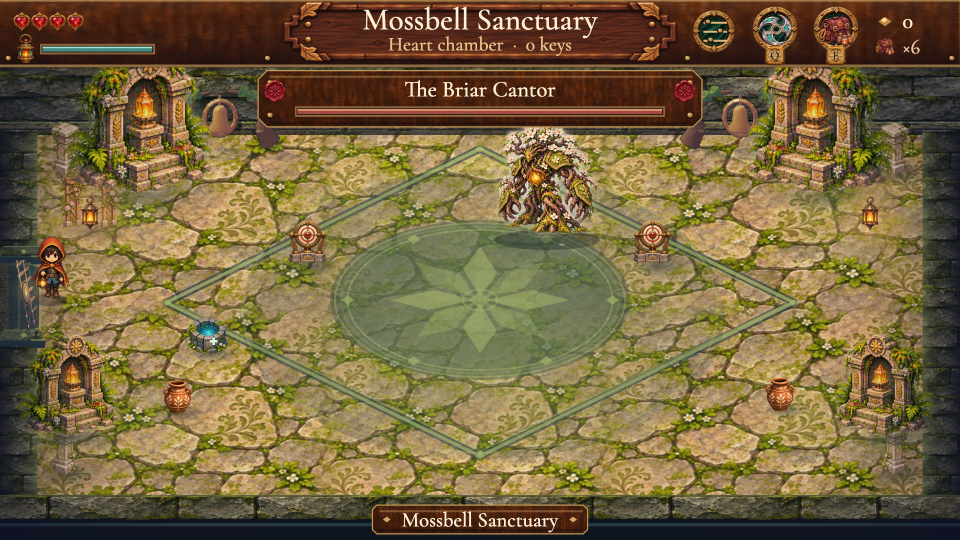 Mossbell Sanctuary
Heart chamber · 0 keys
0
Q
E
×6
The Briar Cantor
Mossbell Sanctuary